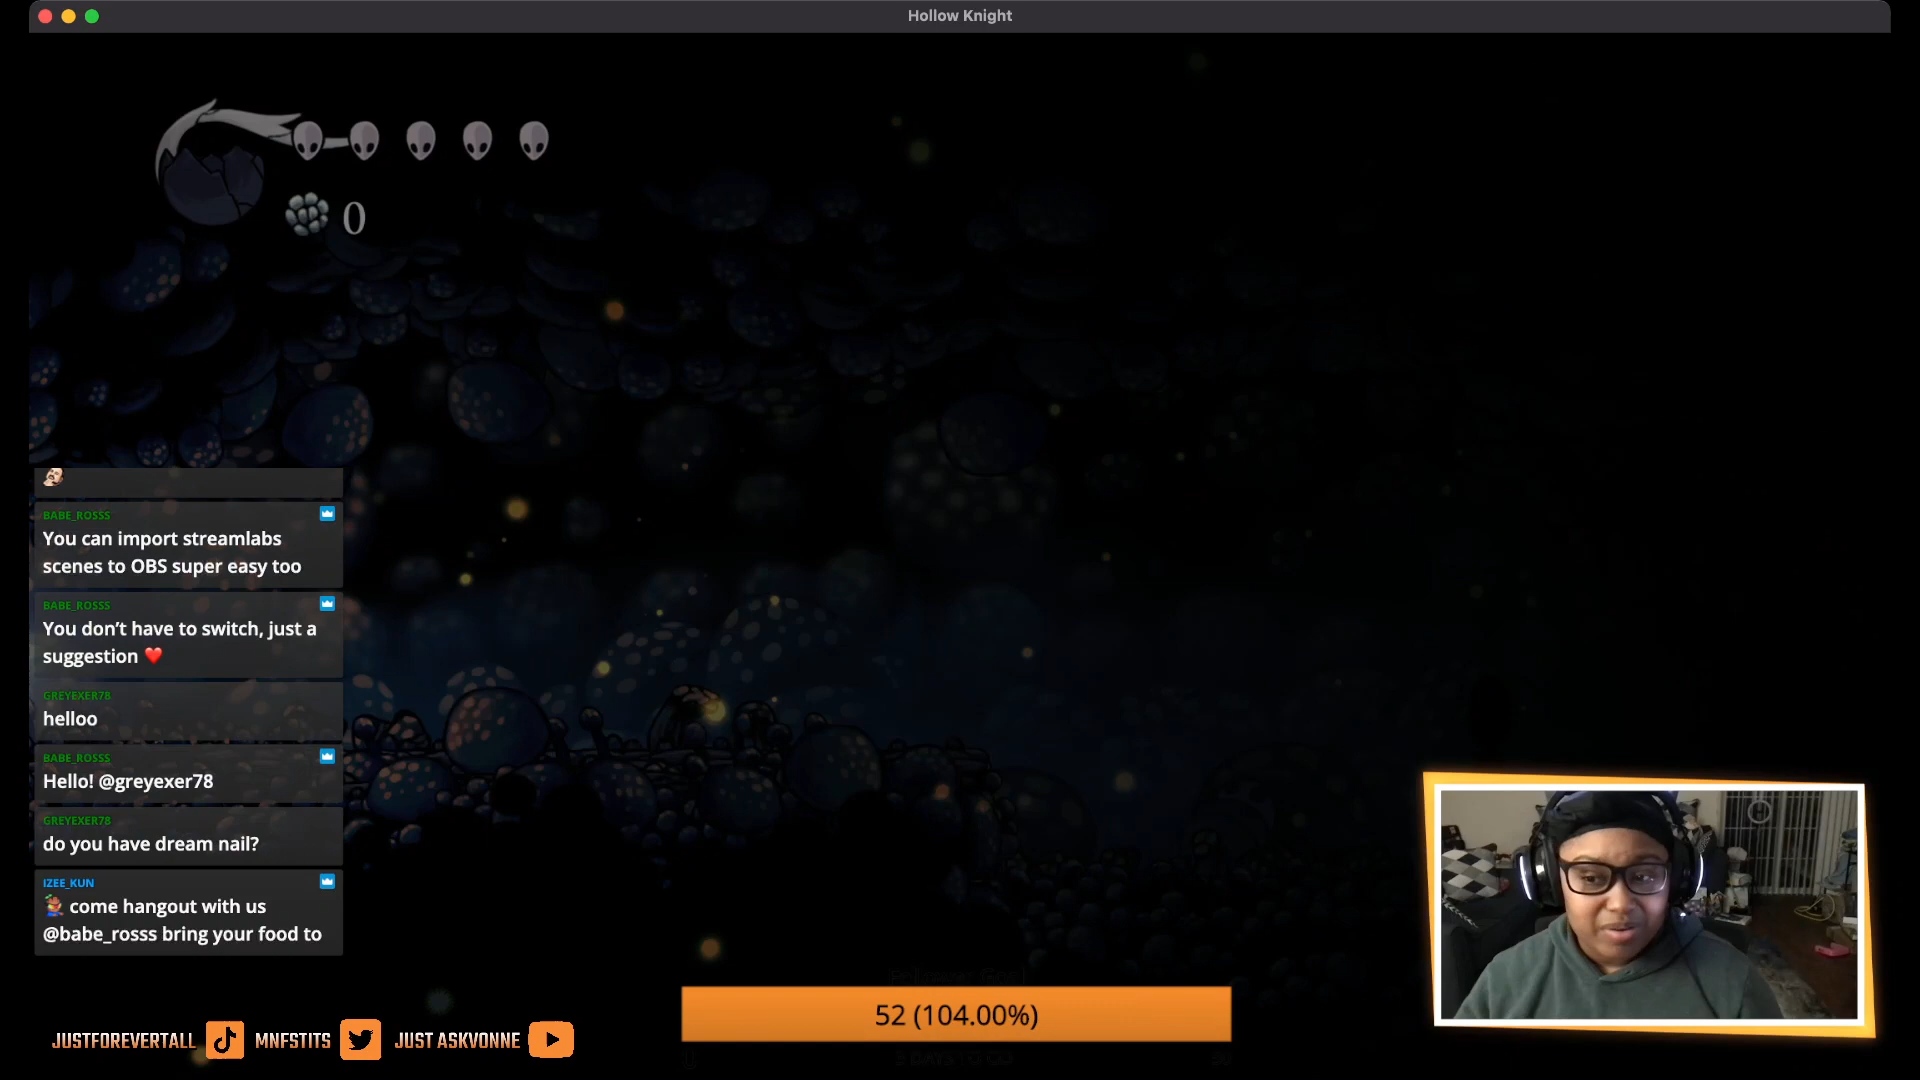 Hollow Knight
0
BABE_ROSSS
You can import streamlabs
scenes to OBS super easy too
BABE_ROSSS
You don’t have to switch, just a
suggestion ❤️
GREYEXER78
helloo
BABE_ROSSS
Hello! @greyexer78
GREYEXER78
do you have dream nail?
IZEE_KUN
come hangout with us
@babe_rosss bring your food to
52 (104.00%)
JUSTFOREVERTALL MNFSTITS JUST ASKVONNE